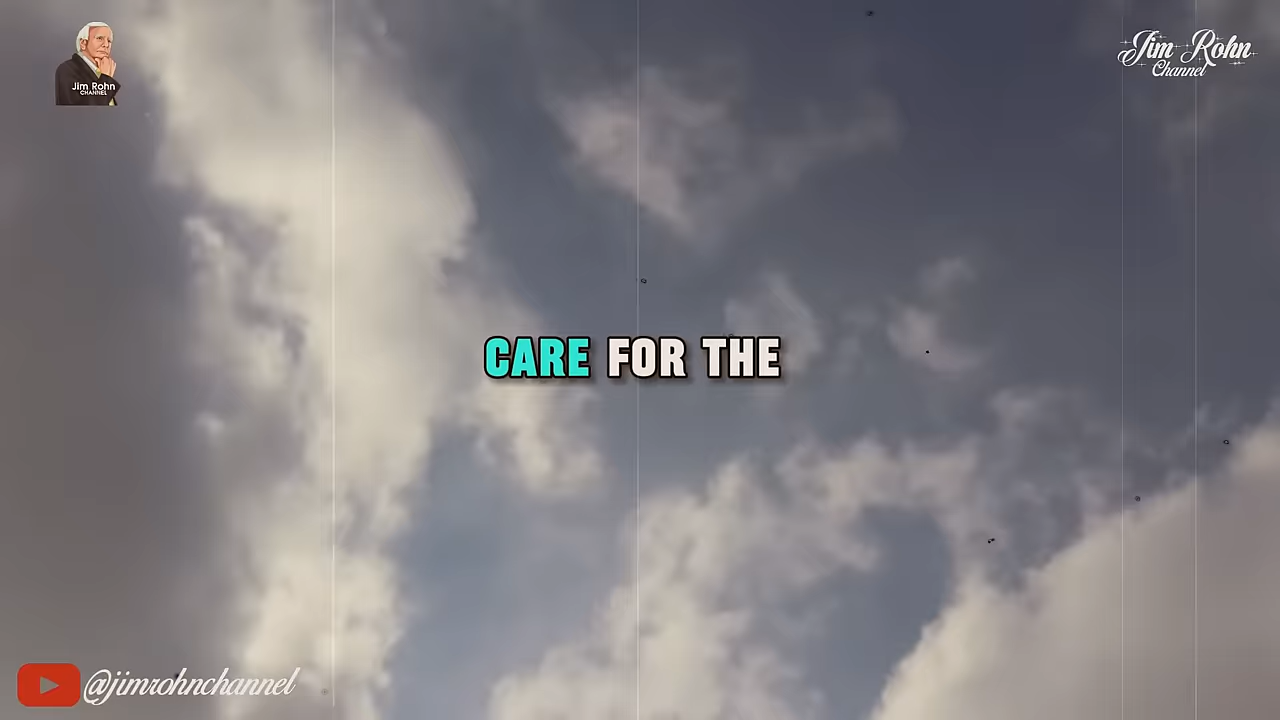 Jim Rohn
CHANNEL
Jim Rohn
Channel
CARE FOR THE
@jimrohnchannel